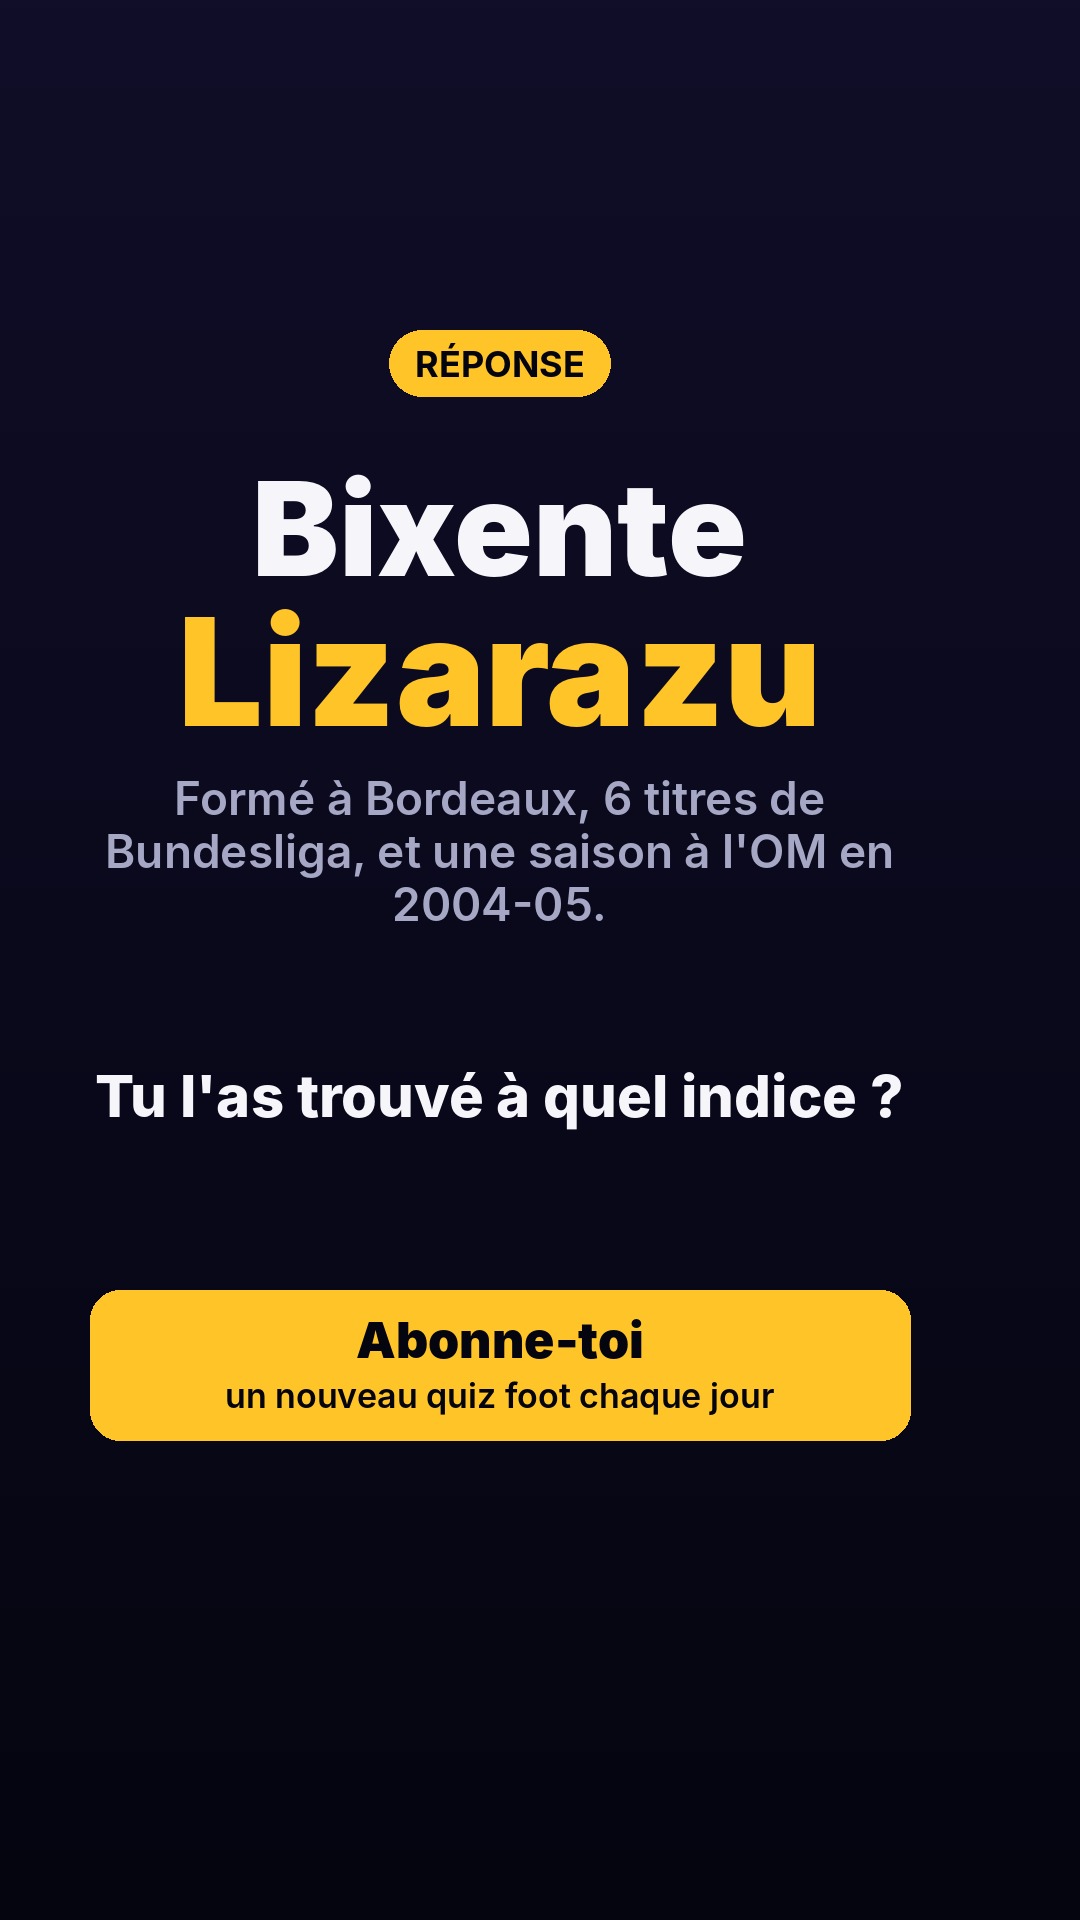 RÉPONSE
Bixente
Lizarazu
Formé à Bordeaux, 6 titres de
Bundesliga, et une saison à l'OM en
2004-05.
Tu l'as trouvé à quel indice ?
Abonne-toi
un nouveau quiz foot chaque jour